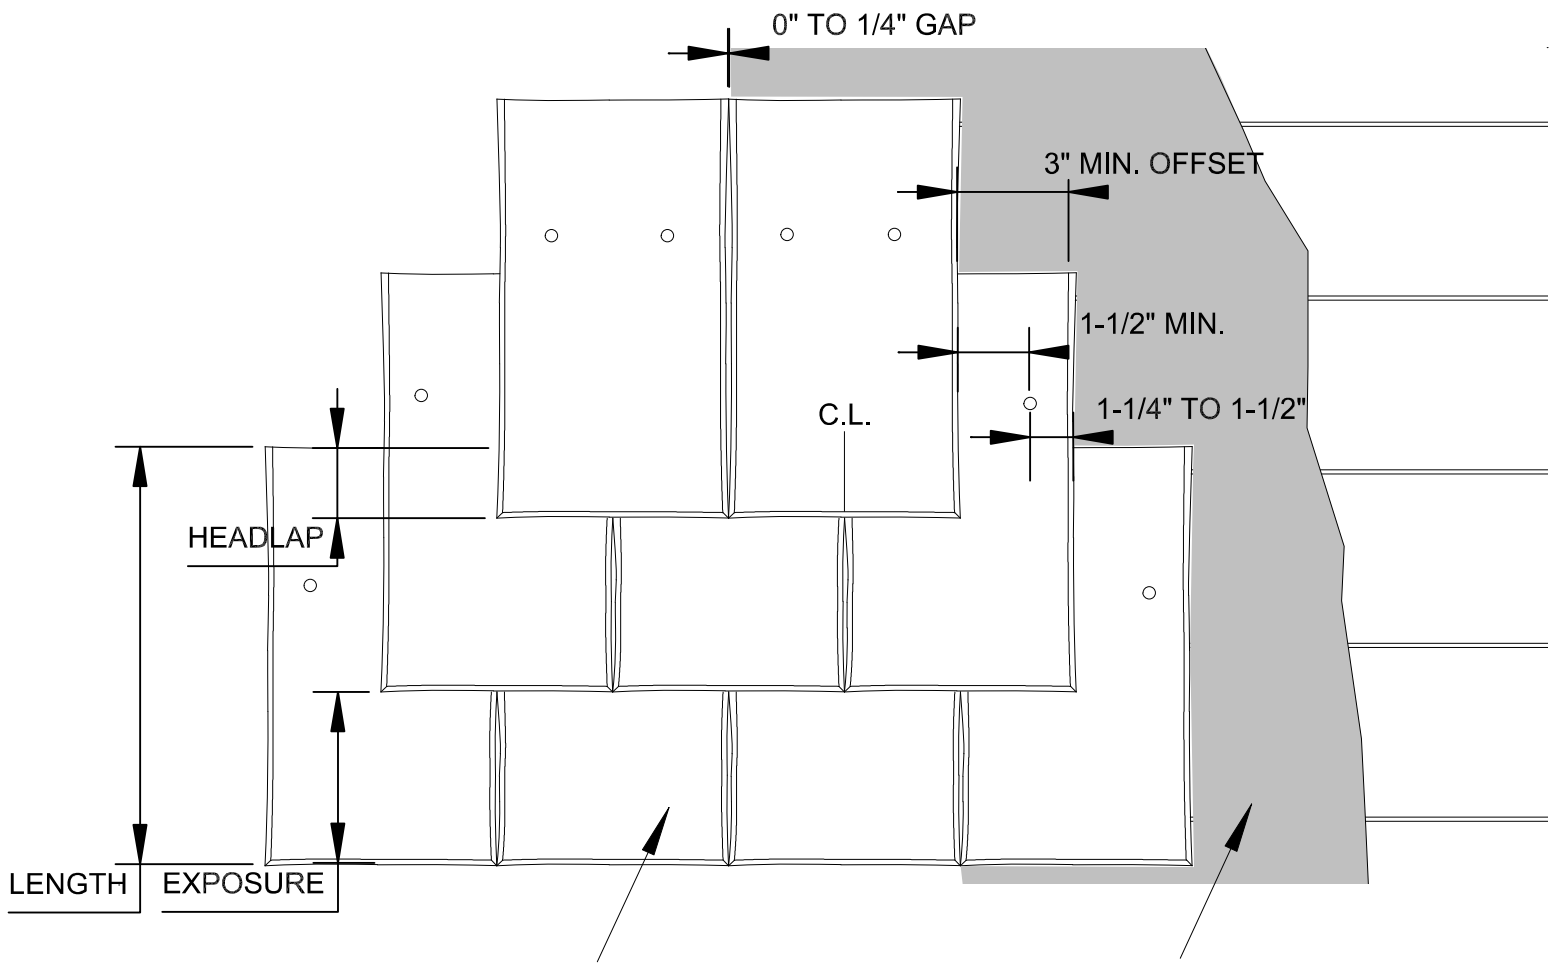 0" TO 1/4" GAP
3" MIN. OFFSET
1-1/2" MIN.
C.L.
1-1/4" TO 1-1/2"
HEADLAP
LENGTH
EXPOSURE